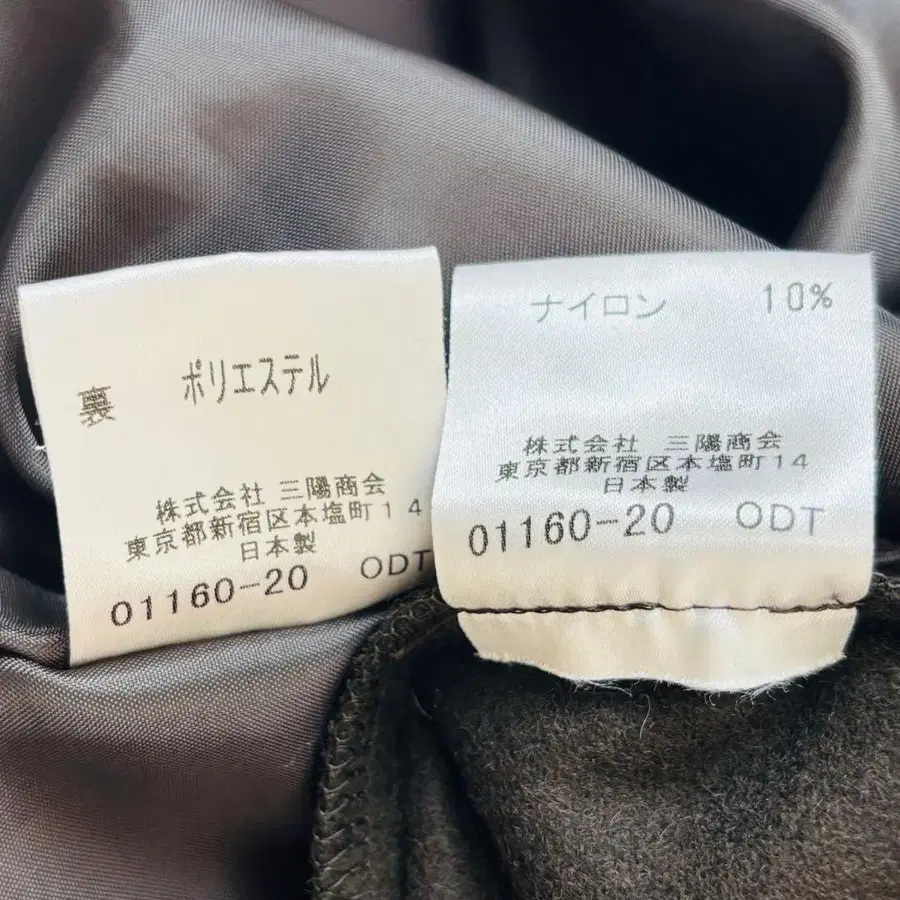 裏 ポリエステル
株式会社 三陽商会
東京都新宿区本塩町14
日本製
01160-20 ODT
ナイロン 10%
株式会社 三陽商会
東京都新宿区本塩町14
日本製
01160-20 ODT